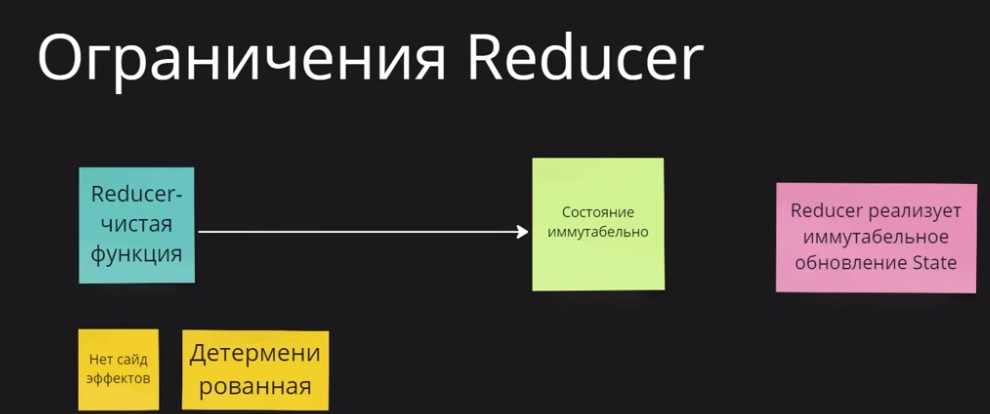 Ограничения Reducer
Reducer-
чистая
функция
Состояние
иммутабельно
Reducer реализует
иммутабельное
обновление State
Нет сайд
эффектов
Детермени
рованная